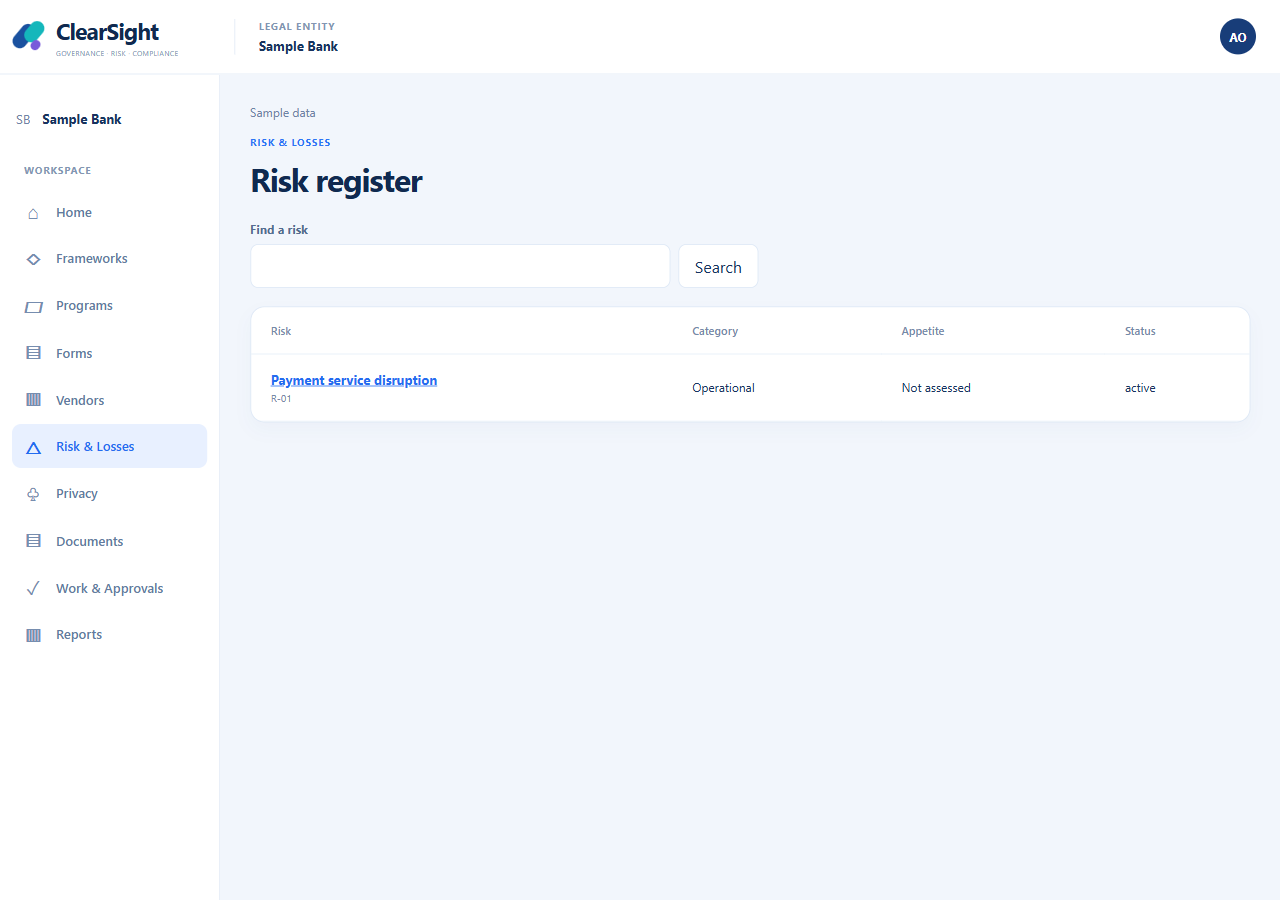 ClearSight
GOVERNANCE · RISK · COMPLIANCE
LEGAL ENTITY
Sample Bank
AO
SB Sample Bank
WORKSPACE
Home
Frameworks
Programs
Forms
Vendors
Risk & Losses
Privacy
Documents
Work & Approvals
Reports
Sample data
RISK & LOSSES
Risk register
Find a risk
Search
Risk Category Appetite Status
Payment service disruption Operational Not assessed active
R-01